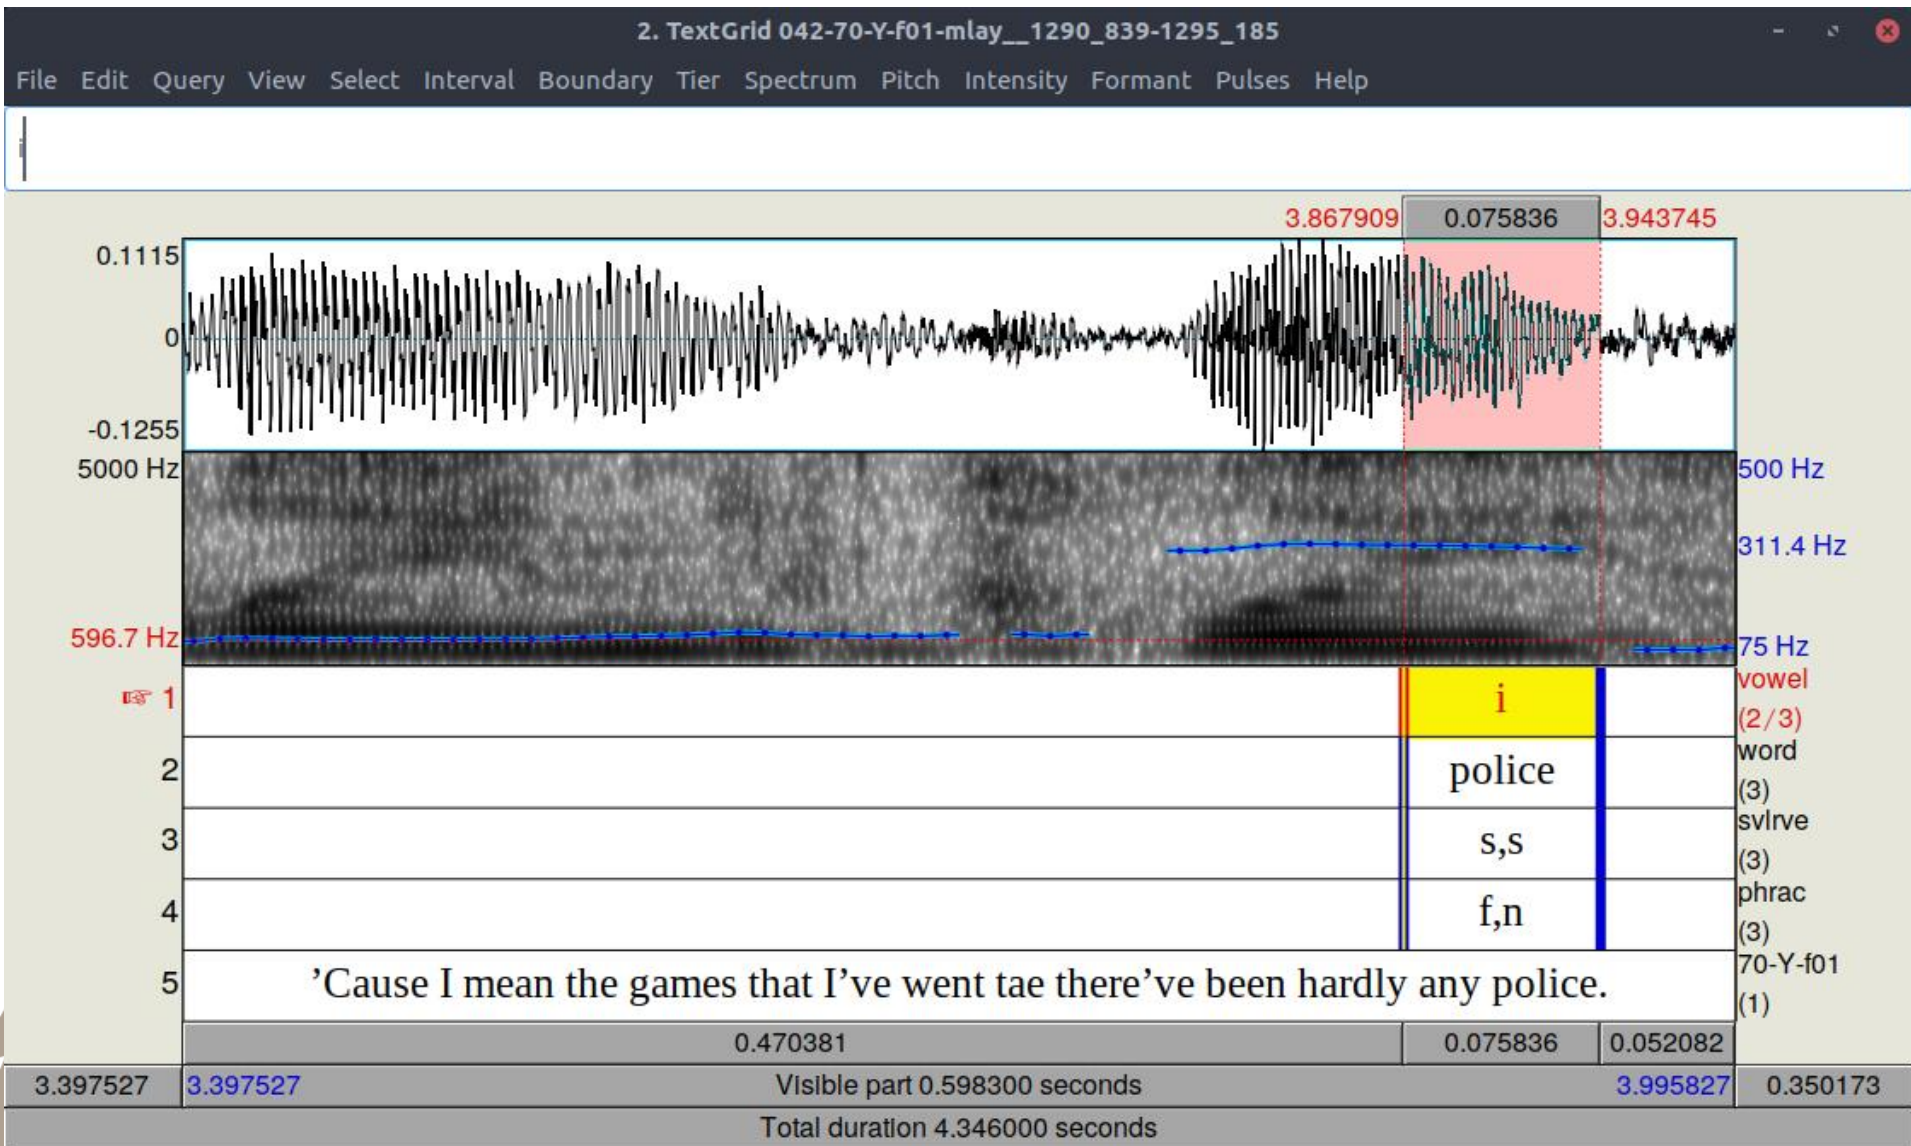 2. TextGrid 042-70-Y-f01-mlay__1290_839-1295_185
File Edit Query View Select Interval Boundary Tier Spectrum Pitch Intensity Formant Pulses Help
i
3.867909 0.075836 3.943745
0.1115
0
-0.1255
5000 Hz 500 Hz
311.4 Hz
596.7 Hz 75 Hz
☞ 1 i vowel
(2/3)
2 police word
(3)
3 s,s svlrve
(3)
4 f,n phrac
(3)
5 ’Cause I mean the games that I’ve went tae there’ve been hardly any police. 70-Y-f01
(1)
0.470381 0.075836 0.052082
3.397527 3.397527 Visible part 0.598300 seconds 3.995827 0.350173
Total duration 4.346000 seconds